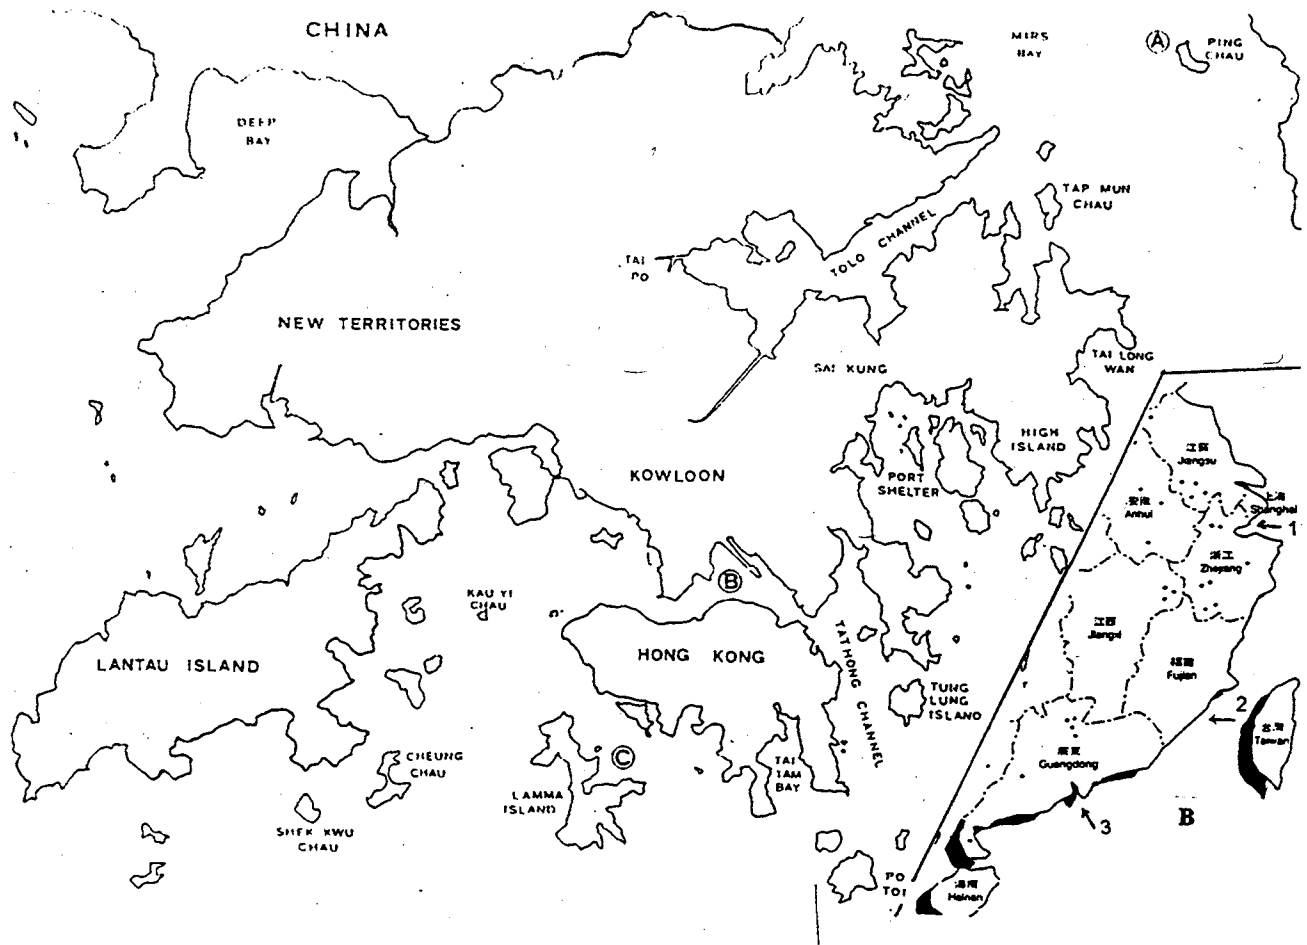 CHINA
MIRS
BAY
A
PING
CHAU
DEEP
BAY
TAP MUN
CHAU
TOLO CHANNEL
TAI
PO
NEW TERRITORIES
SAI KUNG
TAI LONG
WAN
HIGH
ISLAND
KOWLOON
PORT
SHELTER
江蘇
Jiangsu
安徽
Anhui
上海
Shanghai
1
浙江
Zhejiang
B
KAU YI
CHAU
LANTAU ISLAND
HONG KONG
TATHONG CHANNEL
江西
Jiangxi
福建
Fujian
TUNG
LUNG
ISLAND
2
台灣
Taiwan
廣東
Guangdong
CHEUNG
CHAU
C
LAMMA
ISLAND
TAI
TAM
BAY
SHEK KWU
CHAU
3
B
PO
TOI
海南
Hainan